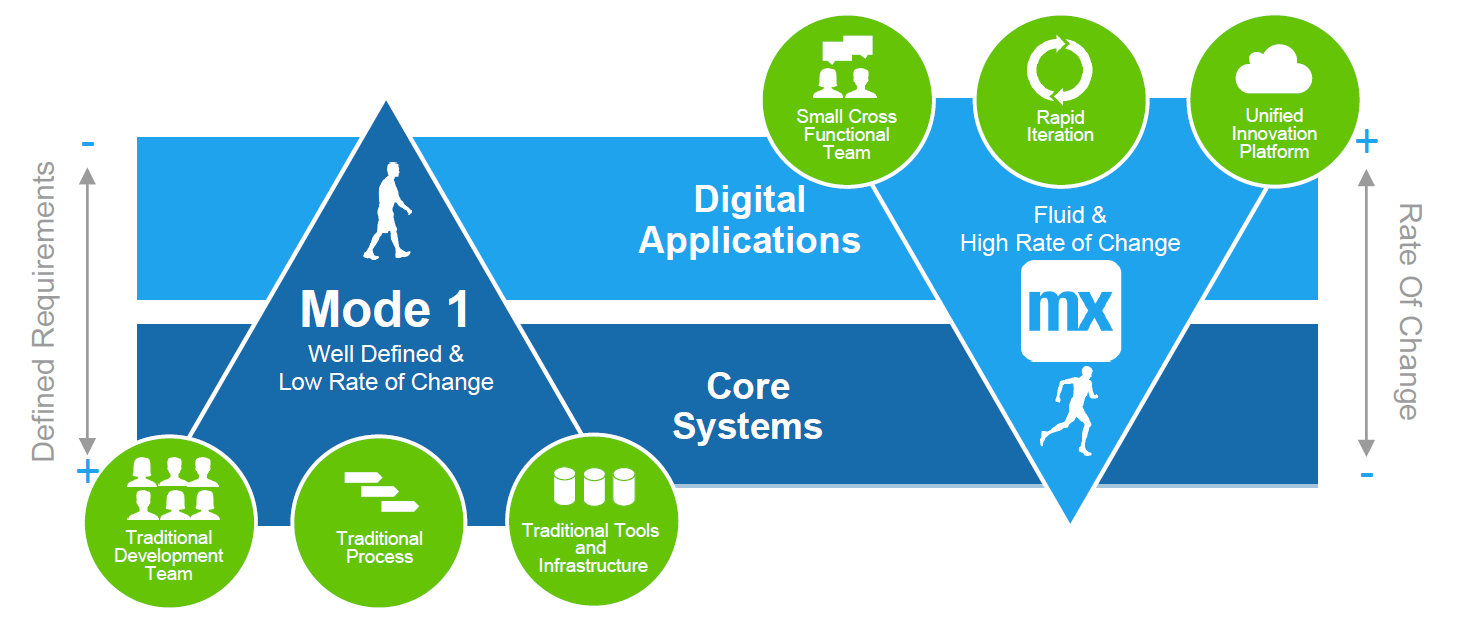 Defined Requirements
-
+
Mode 1
Well Defined &
Low Rate of Change
Traditional
Development
Team
Traditional
Process
Traditional Tools
and
Infrastructure
Digital
Applications
Core
Systems
Small Cross
Functional
Team
Rapid
Iteration
Unified
Innovation
Platform
Fluid &
High Rate of Change
mx
+
-
Rate Of Change